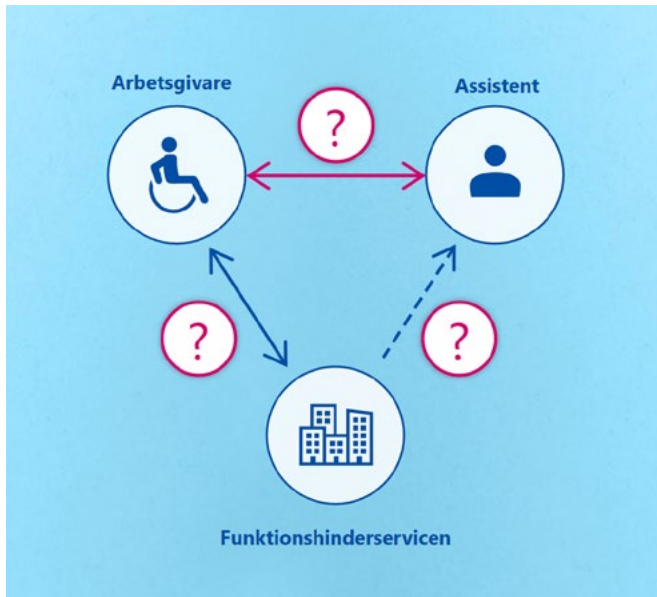 Arbetsgivare
Assistent
?
?
?
Funktionshinderservicen